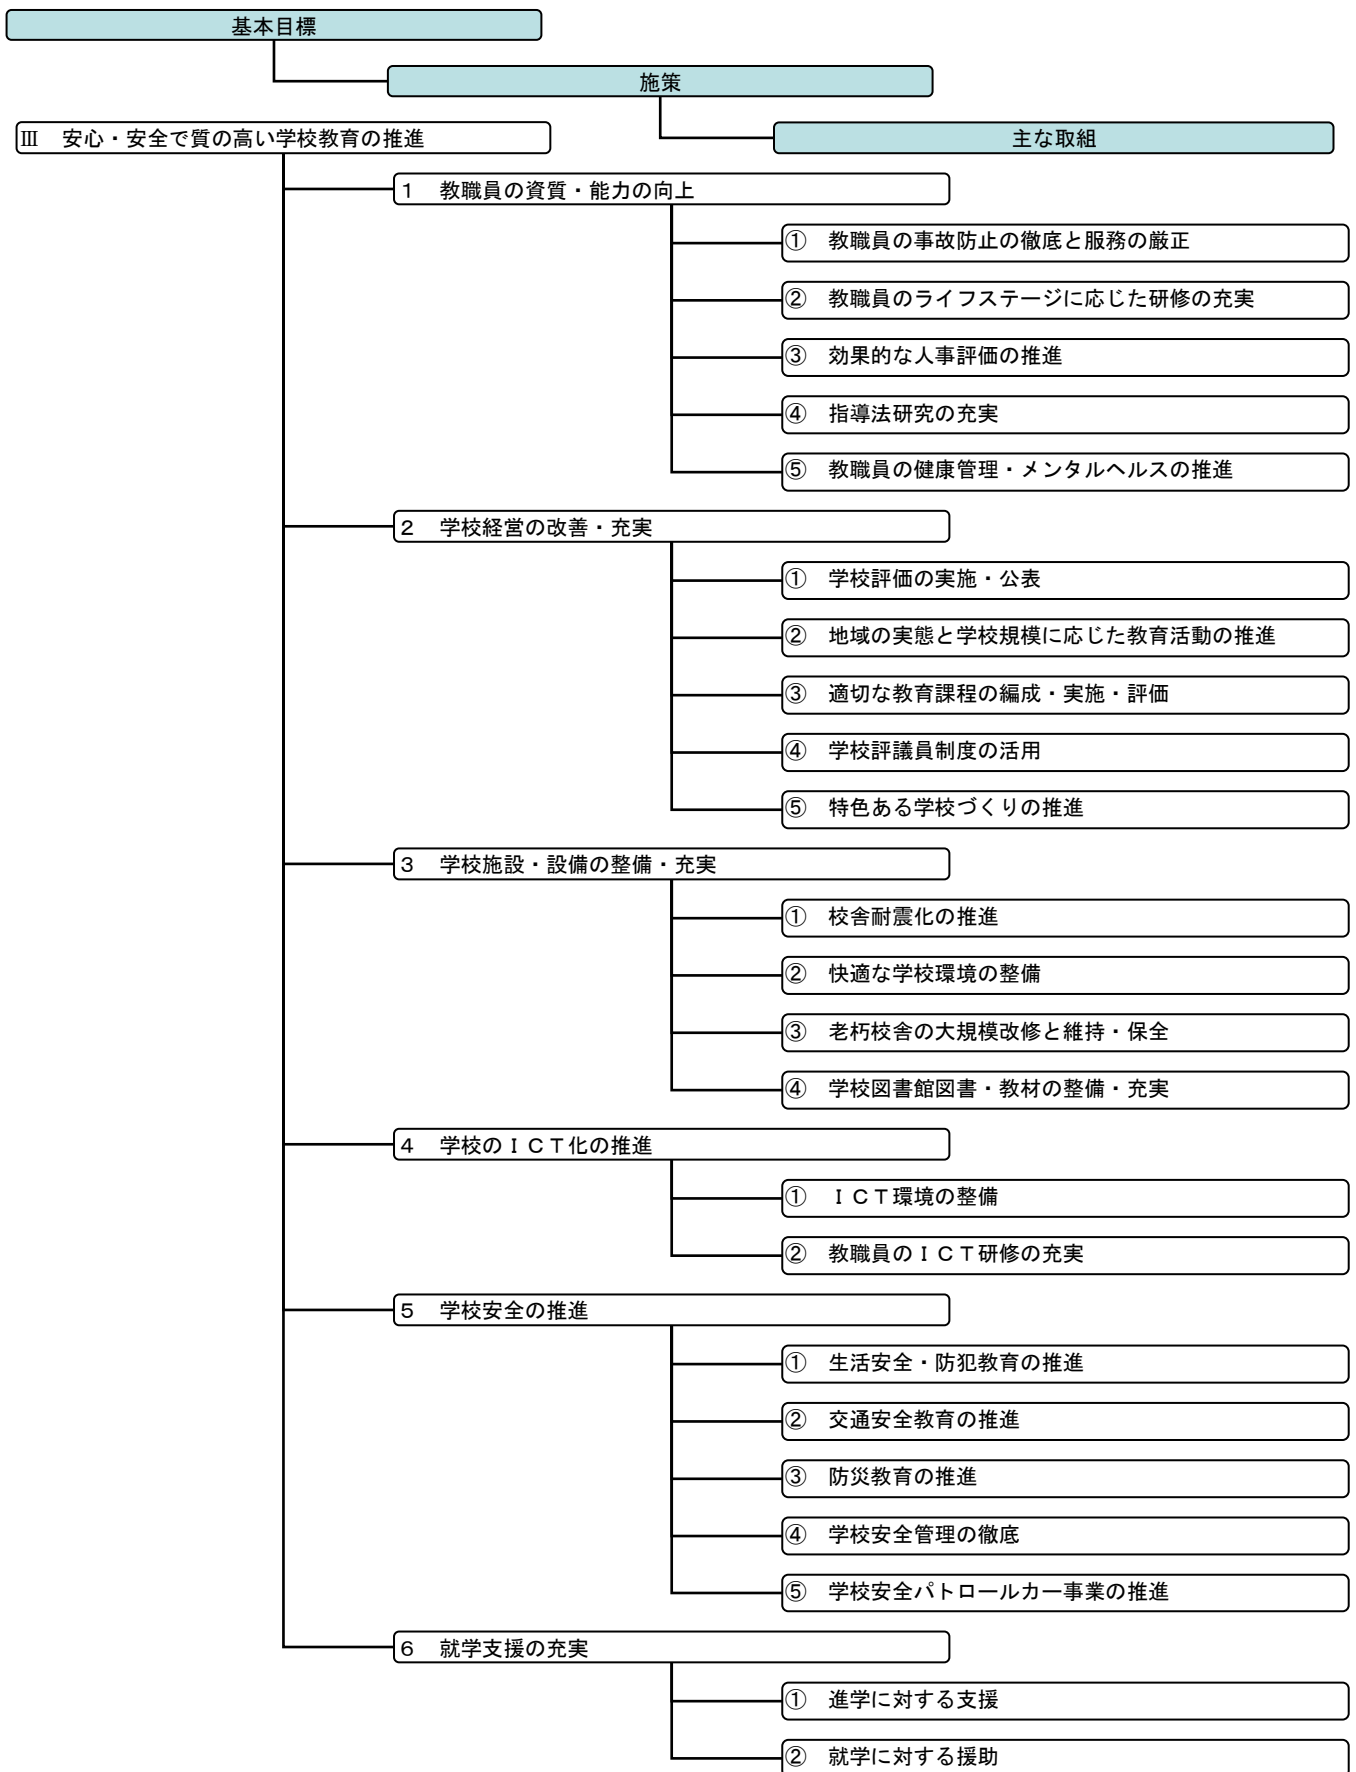 基本目標
施策
主な取組
Ⅲ　安心・安全で質の高い学校教育の推進
１　教職員の資質・能力の向上
①　教職員の事故防止の徹底と服務の厳正
②　教職員のライフステージに応じた研修の充実
③　効果的な人事評価の推進
④　指導法研究の充実
⑤　教職員の健康管理・メンタルヘルスの推進
２　学校経営の改善・充実
①　学校評価の実施・公表
②　地域の実態と学校規模に応じた教育活動の推進
③　適切な教育課程の編成・実施・評価
④　学校評議員制度の活用
⑤　特色ある学校づくりの推進
３　学校施設・設備の整備・充実
①　校舎耐震化の推進
②　快適な学校環境の整備
③　老朽校舎の大規模改修と維持・保全
④　学校図書館図書・教材の整備・充実
４　学校のＩＣＴ化の推進
①　ＩＣＴ環境の整備
②　教職員のＩＣＴ研修の充実
５　学校安全の推進
①　生活安全・防犯教育の推進
②　交通安全教育の推進
③　防災教育の推進
④　学校安全管理の徹底
⑤　学校安全パトロールカー事業の推進
６　就学支援の充実
①　進学に対する支援
②　就学に対する援助